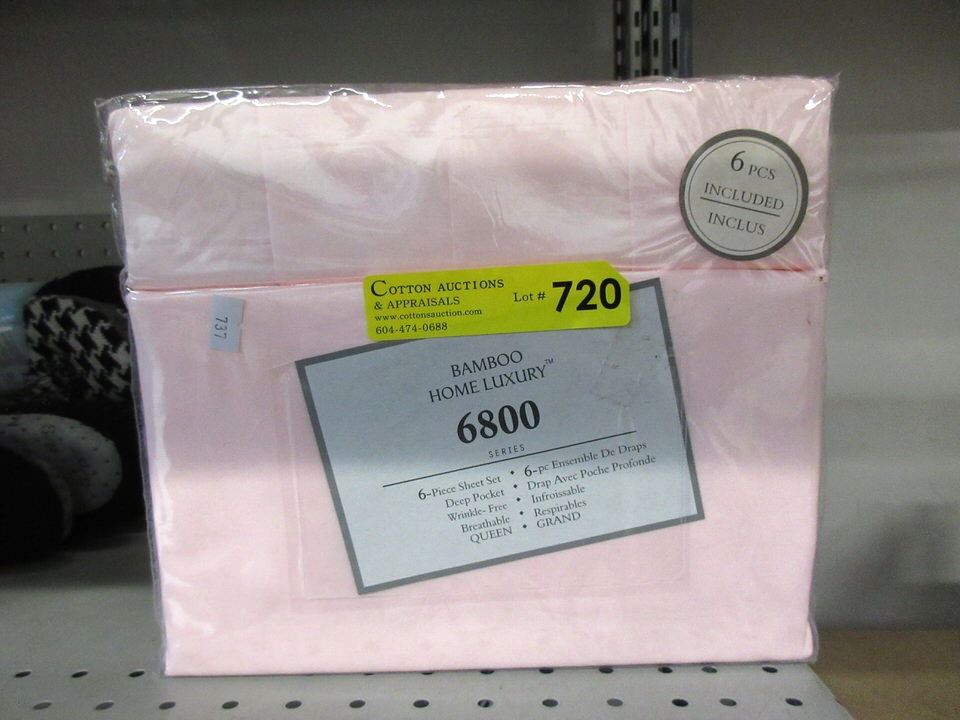 6 PCS
INCLUDED
INCLUS
COTTON AUCTIONS
& APPRAISALS
www.cottonsauction.com
604-474-0688
Lot # 720
737
BAMBOO
HOME LUXURY™
6800
SERIES
6-Piece Sheet Set • 6-pc Ensemble De Draps
Deep Pocket • Drap Avec Poche Profonde
Wrinkle- Free • Infroissable
Breathable • Respirables
QUEEN • GRAND